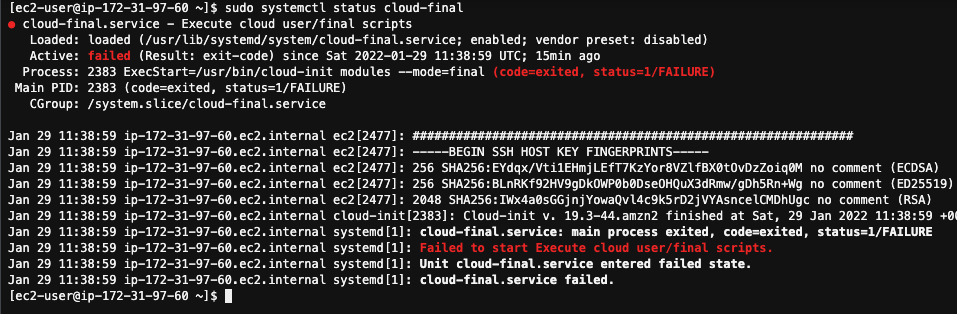 [ec2-user@ip-172-31-97-60 ~]$ sudo systemctl status cloud-final
● cloud-final.service - Execute cloud user/final scripts
   Loaded: loaded (/usr/lib/systemd/system/cloud-final.service; enabled; vendor preset: disabled)
   Active: failed (Result: exit-code) since Sat 2022-01-29 11:38:59 UTC; 15min ago
  Process: 2383 ExecStart=/usr/bin/cloud-init modules --mode=final (code=exited, status=1/FAILURE)
 Main PID: 2383 (code=exited, status=1/FAILURE)
   CGroup: /system.slice/cloud-final.service
Jan 29 11:38:59 ip-172-31-97-60.ec2.internal ec2[2477]: #############################################################
Jan 29 11:38:59 ip-172-31-97-60.ec2.internal ec2[2477]: -----BEGIN SSH HOST KEY FINGERPRINTS-----
Jan 29 11:38:59 ip-172-31-97-60.ec2.internal ec2[2477]: 256 SHA256:EYdqx/Vti1EHmjLEfT7KzYor8VZlfBX0tOvDzZoiq0M no comment (ECDSA)
Jan 29 11:38:59 ip-172-31-97-60.ec2.internal ec2[2477]: 256 SHA256:BLnRKf92HV9gDkOWP0b0DseOHQuX3dRmw/gDh5Rn+Wg no comment (ED25519)
Jan 29 11:38:59 ip-172-31-97-60.ec2.internal ec2[2477]: 2048 SHA256:IWx4a0sGGjnjYowaQvl4c9k5rD2jVYAsncelCMDhUgc no comment (RSA)
Jan 29 11:38:59 ip-172-31-97-60.ec2.internal cloud-init[2383]: Cloud-init v. 19.3-44.amzn2 finished at Sat, 29 Jan 2022 11:38:59 +00
Jan 29 11:38:59 ip-172-31-97-60.ec2.internal systemd[1]: cloud-final.service: main process exited, code=exited, status=1/FAILURE
Jan 29 11:38:59 ip-172-31-97-60.ec2.internal systemd[1]: Failed to start Execute cloud user/final scripts.
Jan 29 11:38:59 ip-172-31-97-60.ec2.internal systemd[1]: Unit cloud-final.service entered failed state.
Jan 29 11:38:59 ip-172-31-97-60.ec2.internal systemd[1]: cloud-final.service failed.
[ec2-user@ip-172-31-97-60 ~]$